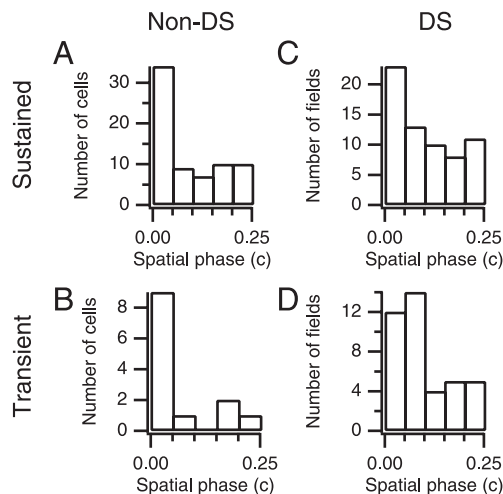 Non-DS
DS
Sustained
A
Number of cells
30
20
10
0
0.00
0.25
Spatial phase (c)
C
Number of fields
20
15
10
5
0
0.00
0.25
Spatial phase (c)
Transient
B
Number of cells
8
6
4
2
0
0.00
0.25
Spatial phase (c)
D
Number of fields
12
8
4
0
0.00
0.25
Spatial phase (c)